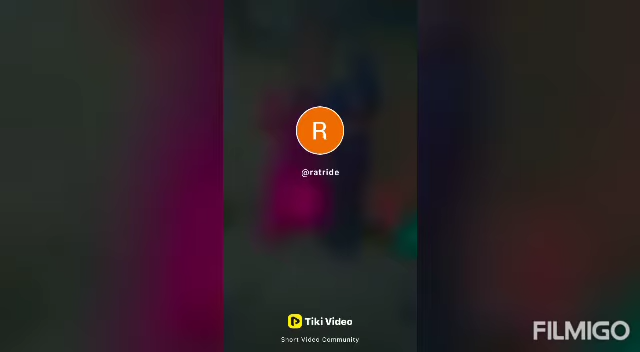 R
@ratride
Tiki Video
Short Video Community
FILMIGO